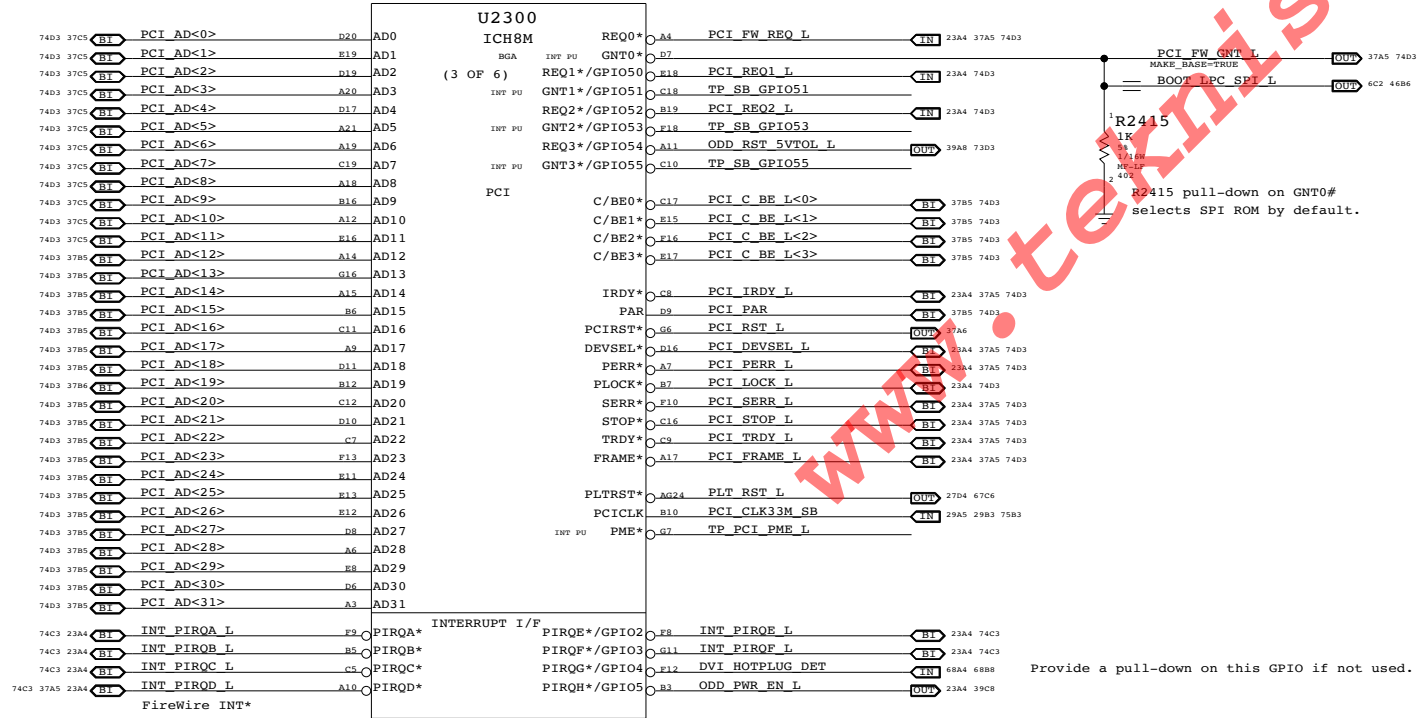 U2300
ICH8M
BGA
(3 OF 6)
PCI
74D3 37C5 BI PCI_AD<0> D20 AD0
74D3 37C5 BI PCI_AD<1> E19 AD1
74D3 37C5 BI PCI_AD<2> D19 AD2
74D3 37C5 BI PCI_AD<3> A20 AD3
74D3 37C5 BI PCI_AD<4> D17 AD4
74D3 37C5 BI PCI_AD<5> A21 AD5
74D3 37C5 BI PCI_AD<6> A19 AD6
74D3 37C5 BI PCI_AD<7> C19 AD7
74D3 37C5 BI PCI_AD<8> A18 AD8
74D3 37C5 BI PCI_AD<9> B16 AD9
74D3 37C5 BI PCI_AD<10> A12 AD10
74D3 37C5 BI PCI_AD<11> E16 AD11
74D3 37B5 BI PCI_AD<12> A14 AD12
74D3 37B5 BI PCI_AD<13> G16 AD13
74D3 37B5 BI PCI_AD<14> A15 AD14
74D3 37B5 BI PCI_AD<15> B6 AD15
74D3 37B5 BI PCI_AD<16> C11 AD16
74D3 37B5 BI PCI_AD<17> A9 AD17
74D3 37B5 BI PCI_AD<18> D11 AD18
74D3 37B6 BI PCI_AD<19> B12 AD19
74D3 37B5 BI PCI_AD<20> C12 AD20
74D3 37B5 BI PCI_AD<21> D10 AD21
74D3 37B5 BI PCI_AD<22> C7 AD22
74D3 37B5 BI PCI_AD<23> F13 AD23
74D3 37B5 BI PCI_AD<24> E11 AD24
74D3 37B5 BI PCI_AD<25> E13 AD25
74D3 37B5 BI PCI_AD<26> E12 AD26
74D3 37B5 BI PCI_AD<27> D8 AD27
74D3 37B5 BI PCI_AD<28> A6 AD28
74D3 37B5 BI PCI_AD<29> E8 AD29
74D3 37B5 BI PCI_AD<30> D6 AD30
74D3 37B5 BI PCI_AD<31> A3 AD31
REQ0* A4 PCI_FW_REQ_L IN 23A4 37A5 74D3
INT PU GNT0* D7
REQ1*/GPIO50 E18 PCI_REQ1_L IN 23A4 74D3
INT PU GNT1*/GPIO51 C18 TP_SB_GPIO51
REQ2*/GPIO52 B19 PCI_REQ2_L IN 23A4 74D3
INT PU GNT2*/GPIO53 F18 TP_SB_GPIO53
REQ3*/GPIO54 A11 ODD_RST_5VTOL_L OUT 39A8 73D3
INT PU GNT3*/GPIO55 C10 TP_SB_GPIO55
C/BE0* C17 PCI_C_BE_L<0> BI 37B5 74D3
C/BE1* E15 PCI_C_BE_L<1> BI 37B5 74D3
C/BE2* F16 PCI_C_BE_L<2> BI 37B5 74D3
C/BE3* E17 PCI_C_BE_L<3> BI 37B5 74D3
IRDY* C8 PCI_IRDY_L BI 23A4 37A5 74D3
PAR D9 PCI_PAR BI 37B5 74D3
PCIRST* G6 PCI_RST_L OUT 37A6
DEVSEL* D16 PCI_DEVSEL_L BI 23A4 37A5 74D3
PERR* A7 PCI_PERR_L BI 23A4 37A5 74D3
PLOCK* B7 PCI_LOCK_L BI 23A4 74D3
SERR* F10 PCI_SERR_L BI 23A4 37A5 74D3
STOP* C16 PCI_STOP_L BI 23A4 37A5 74D3
TRDY* C9 PCI_TRDY_L BI 23A4 37A5 74D3
FRAME* A17 PCI_FRAME_L BI 23A4 37A5 74D3
PLTRST* AG24 PLT_RST_L OUT 27D4 67C6
PCICLK B10 PCI_CLK33M_SB IN 29A5 29B3 75B3
INT PU PME* G7 TP_PCI_PME_L
PCI_FW_GNT_L OUT 37A5 74D3
MAKE_BASE=TRUE
BOOT_LPC_SPI_L OUT 6C2 46B6
1
R2415
1K
5%
1/16W
MF-LF
402
2
R2415 pull-down on GNT0#
selects SPI ROM by default.
INTERRUPT I/F
74C3 23A4 BI INT_PIRQA_L F9 PIRQA*
74C3 23A4 BI INT_PIRQB_L B5 PIRQB*
74C3 23A4 BI INT_PIRQC_L C5 PIRQC*
74C3 37A5 23A4 BI INT_PIRQD_L A10 PIRQD*
FireWire INT*
PIRQE*/GPIO2 F8 INT_PIRQE_L BI 23A4 74C3
PIRQF*/GPIO3 G11 INT_PIRQF_L BI 23A4 74C3
PIRQG*/GPIO4 F12 DVI_HOTPLUG_DET IN 68A4 68B8
PIRQH*/GPIO5 B3 ODD_PWR_EN_L OUT 23A4 39C8
Provide a pull-down on this GPIO if not used.
www.teknis